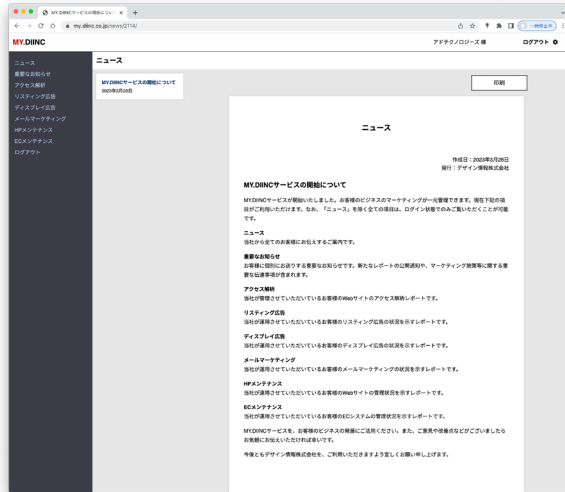 MY.DIINCサービスの開始につい
my.diinc.co.jp/news/2114/
一時停止中
MY.DIINC
アドテクノロジーズ 様
ログアウト
ニュース
重要なお知らせ
アクセス解析
リスティング広告
ディスプレイ広告
メールマーケティング
HPメンテナンス
ECメンテナンス
ログアウト
ニュース
MY.DIINCサービスの開始について
2023年3月28日
印刷
ニュース
作成日：2023年3月28日
発行：デザイン情報株式会社
MY.DIINCサービスの開始について
MY.DIINCサービスが開始いたしました。お客様のビジネスのマーケティングが一元管理できます。現在下記の項
目がご利用いただけます。なお、「ニュース」を除く全ての項目は、ログイン状態でのみご覧いただくことが可能
です。
ニュース
当社から全てのお客様にお伝えするご案内です。
重要なお知らせ
お客様に個別にお送りする重要なお知らせです。新たなレポートの公開通知や、マーケティング施策等に関する重
要な伝達事項が含まれます。
アクセス解析
当社が管理させていただいているお客様のWebサイトのアクセス解析レポートです。
リスティング広告
当社が運用させていただいているお客様のリスティング広告の状況を示すレポートです。
ディスプレイ広告
当社が運用させていただいているお客様のディスプレイ広告の状況を示すレポートです。
メールマーケティング
当社が運用させていただいているお客様のメールマーケティングの状況を示すレポートです。
HPメンテナンス
当社が運用させていただいているお客様のWebサイトの管理状況を示すレポートです。
ECメンテナンス
当社が運用させていただいているお客様のECシステムの管理状況を示すレポートです。
MY.DIINCサービスを、お客様のビジネスの発展にご活用ください。また、ご意見や改善点などがございましたら
お気軽にお伝えいただければ幸いです。
今後ともデザイン情報株式会社を、ご利用いただきますよう宜しくお願い申し上げます。